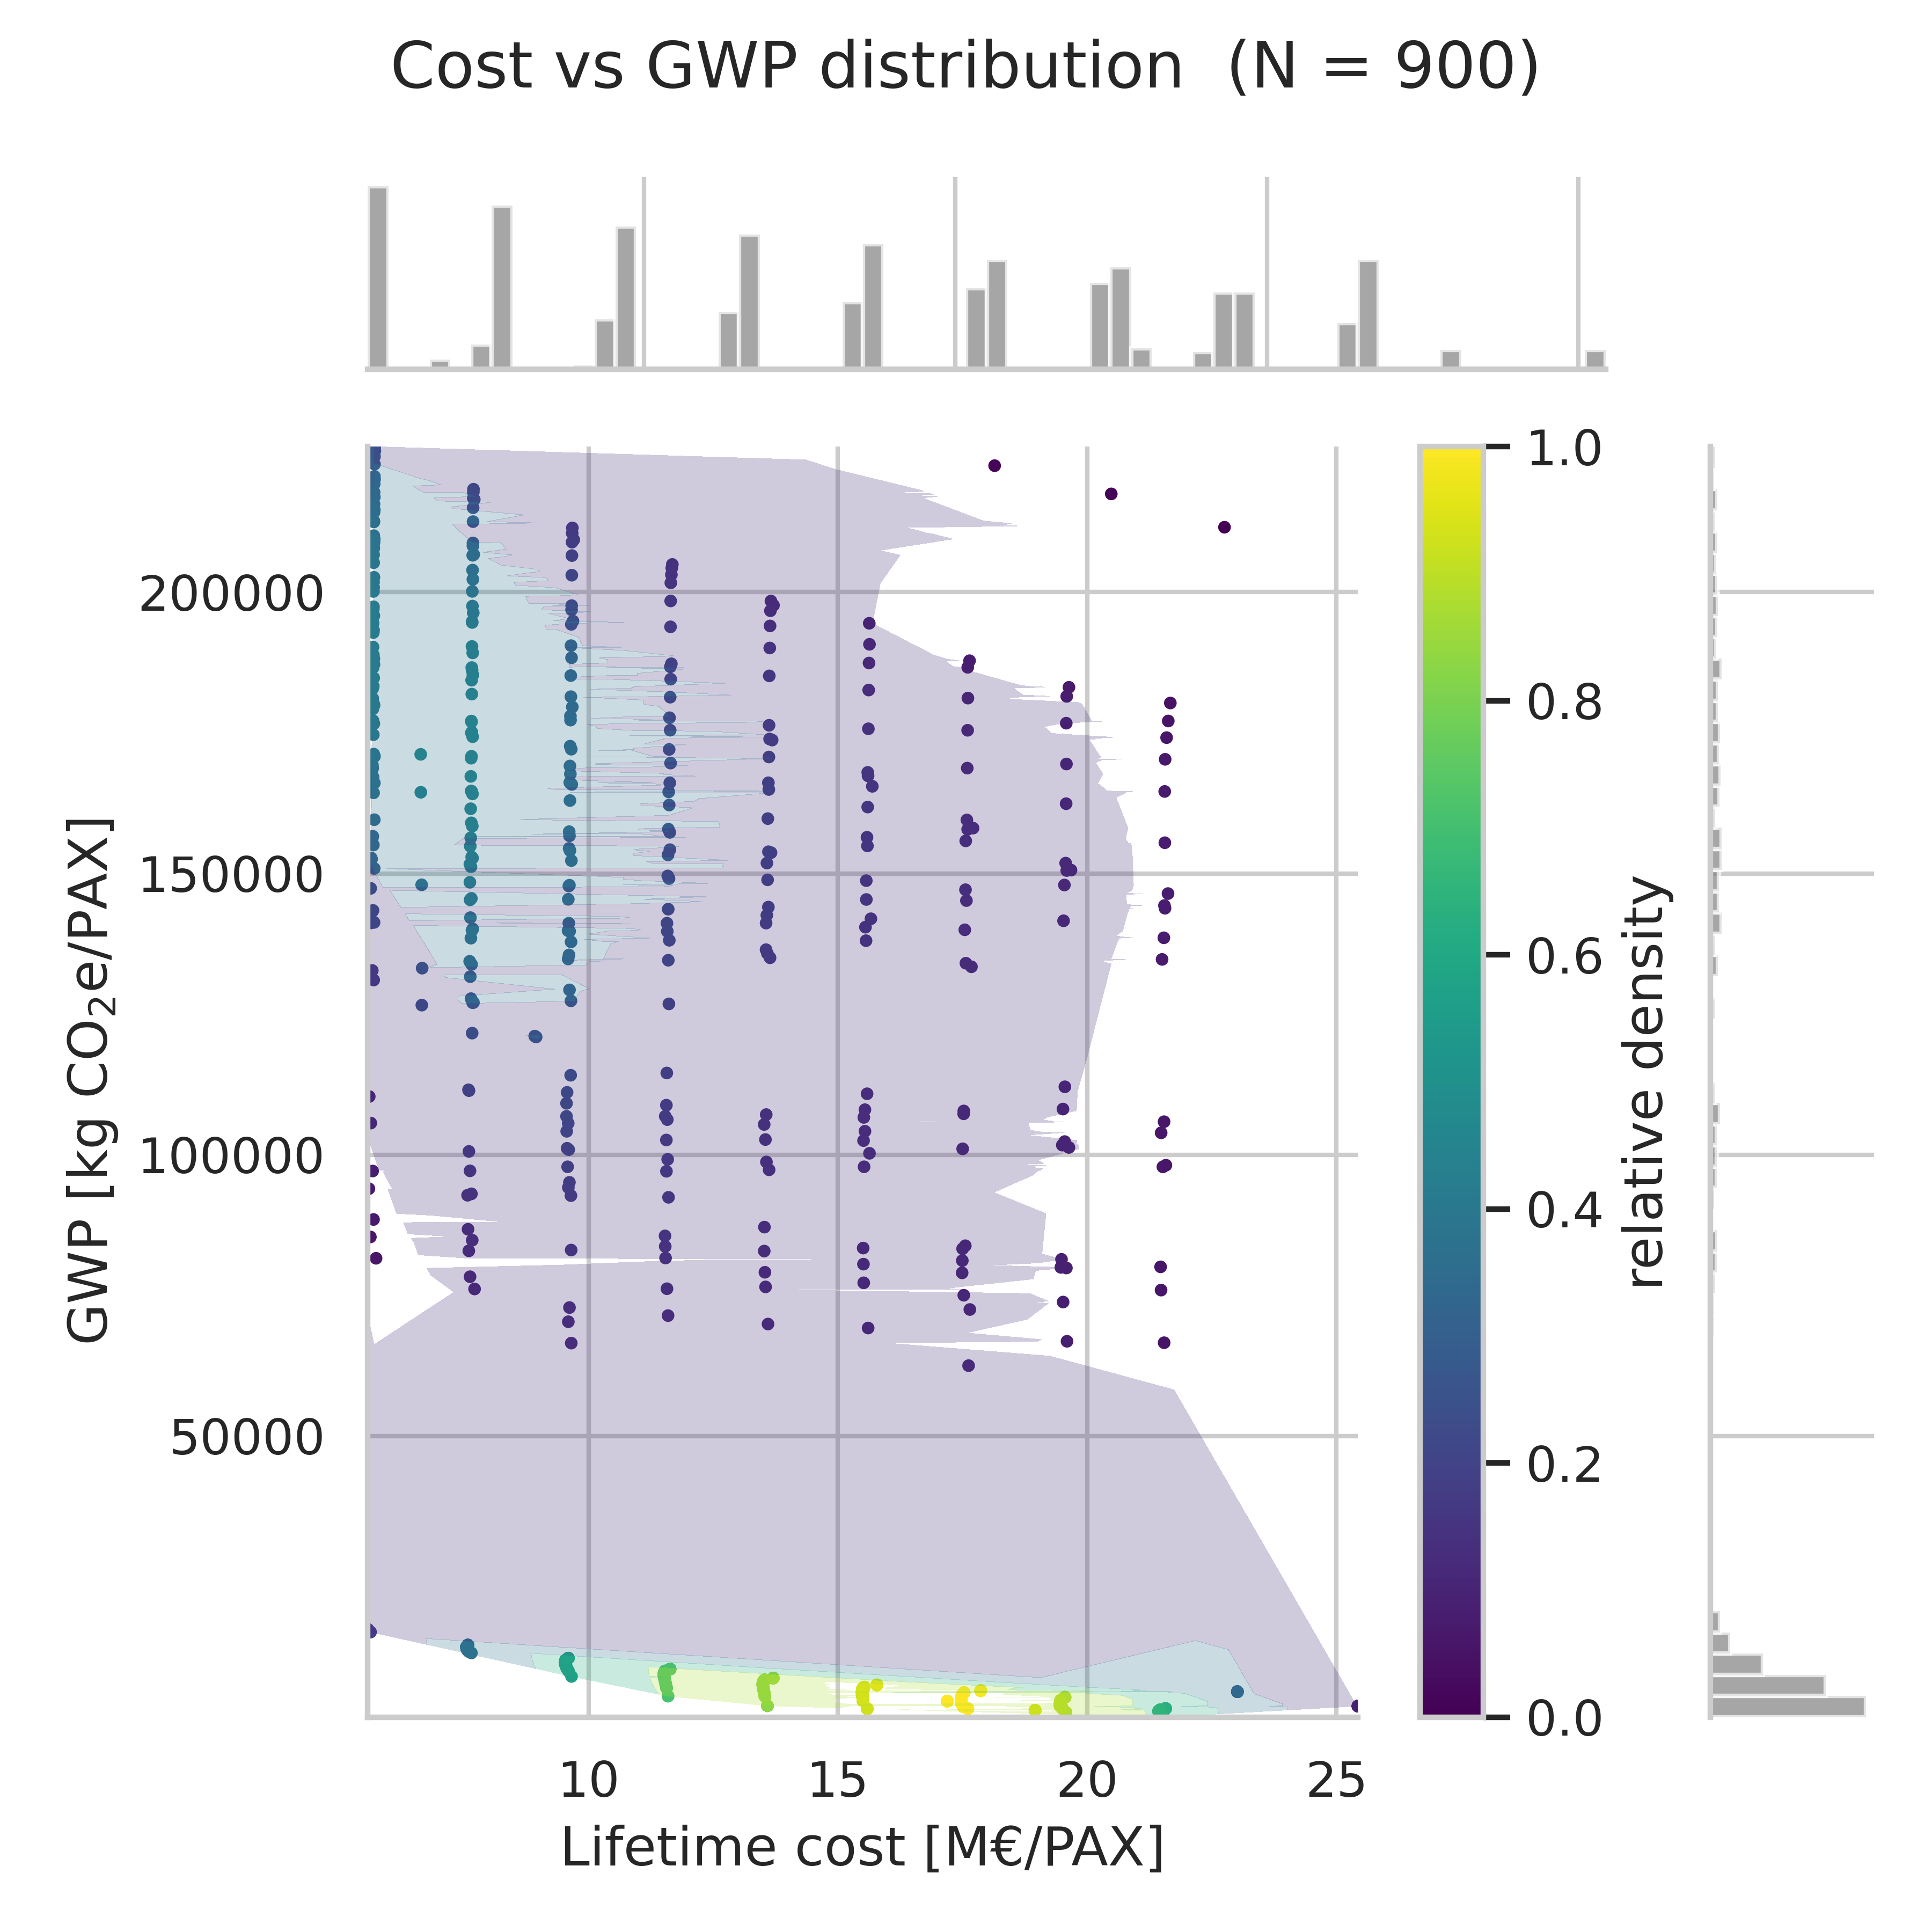 Cost vs GWP distribution (N = 900)
1.0
200000
0.8
150000
0.6
100000
0.4
50000
0.2
0.0
GWP [kg CO₂e/PAX]
relative density
10 15 20 25
Lifetime cost [M€/PAX]